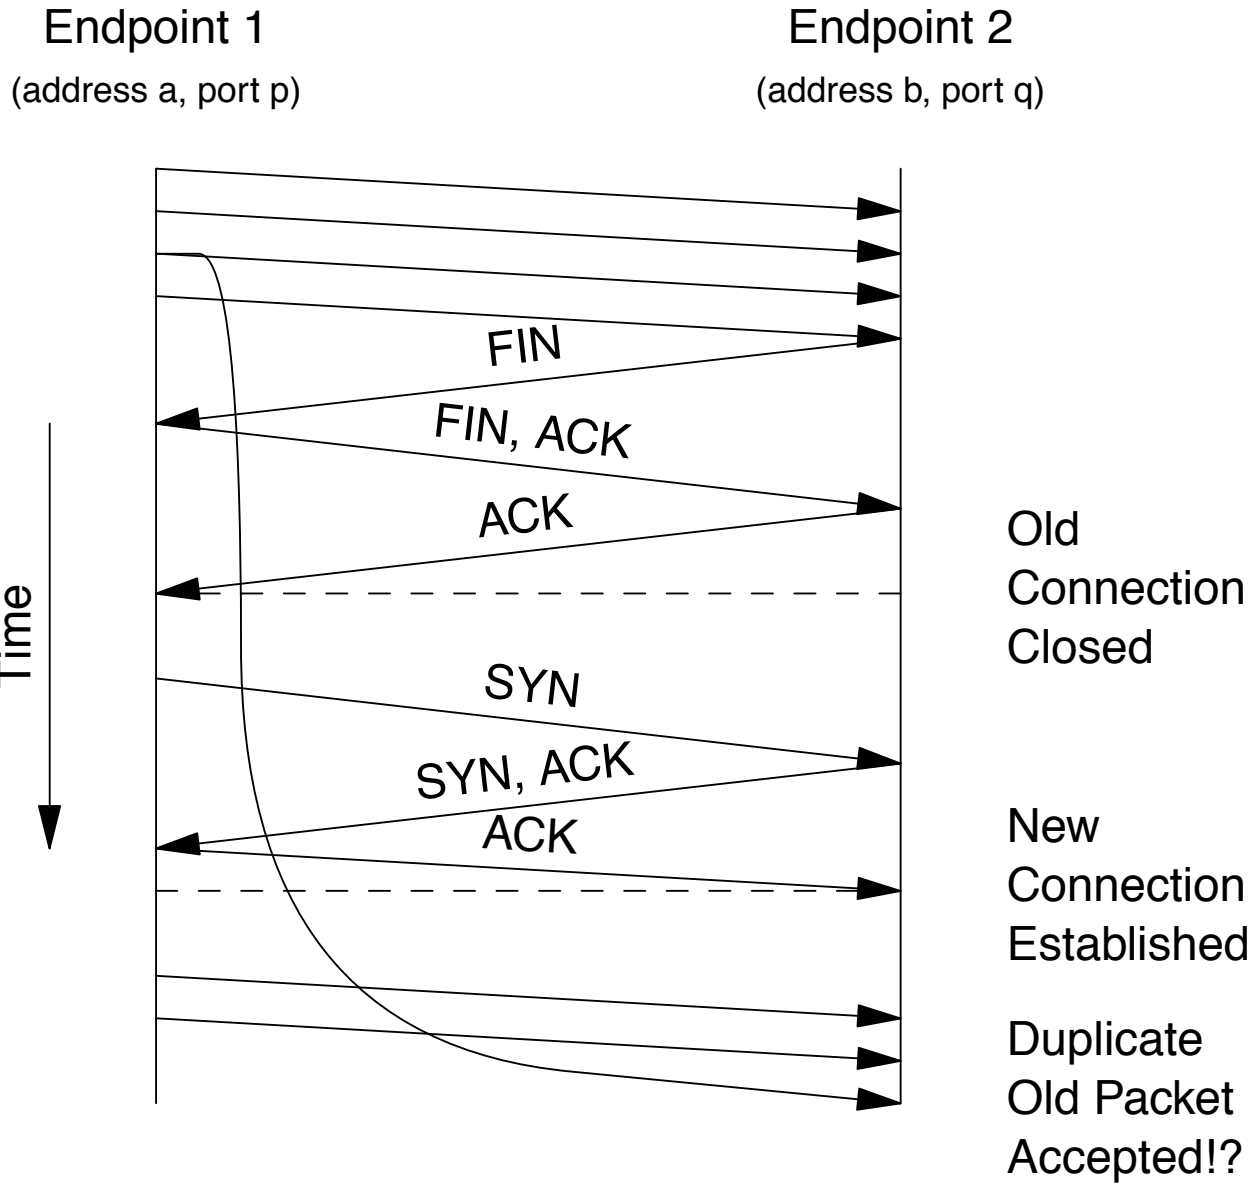 Endpoint 1
Endpoint 2
(address a, port p)
(address b, port q)
FIN
FIN, ACK
ACK
Old
Connection
Closed
Time
SYN
SYN, ACK
ACK
New
Connection
Established
Duplicate
Old Packet
Accepted!?